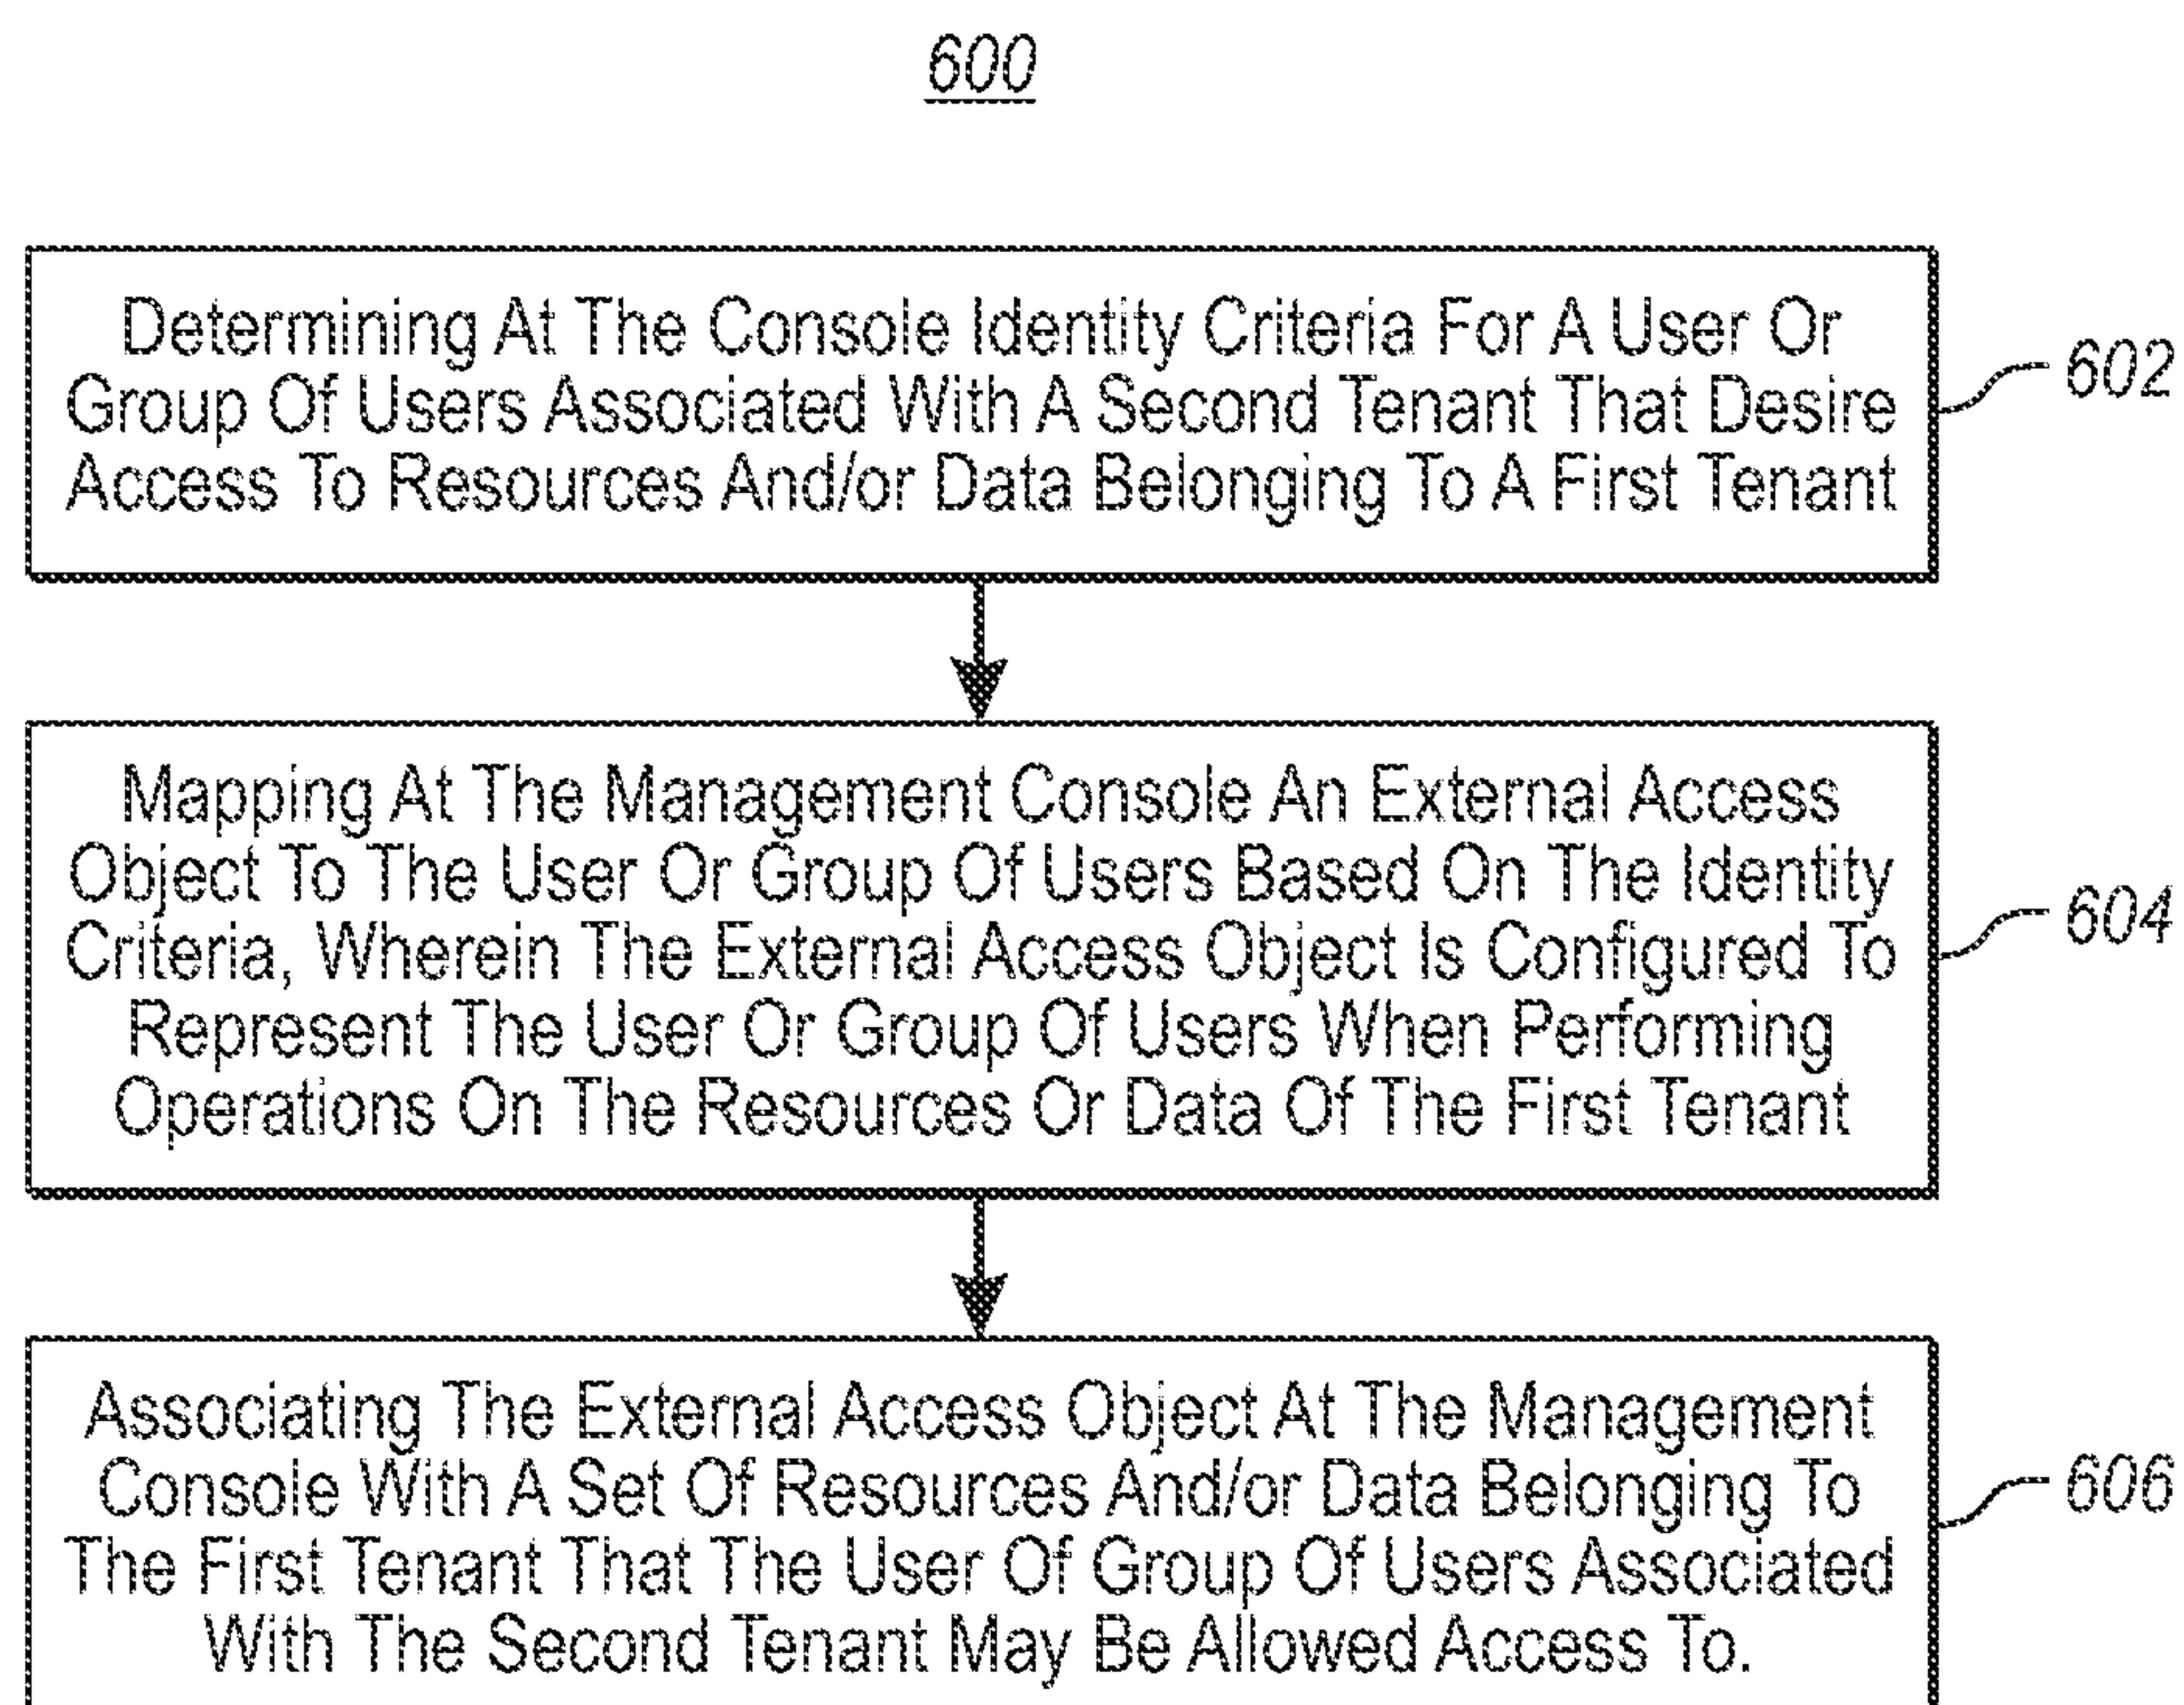 600
Determining At The Console Identity Criteria For A User Or
Group Of Users Associated With A Second Tenant That Desire
Access To Resources And/or Data Belonging To A First Tenant
602
Mapping At The Management Console An External Access
Object To The User Or Group Of Users Based On The Identity
Criteria, Wherein The External Access Object Is Configured To
Represent The User Or Group Of Users When Performing
Operations On The Resources Or Data Of The First Tenant
604
Associating The External Access Object At The Management
Console With A Set Of Resources And/or Data Belonging To
The First Tenant That The User Of Group Of Users Associated
With The Second Tenant May Be Allowed Access To.
606